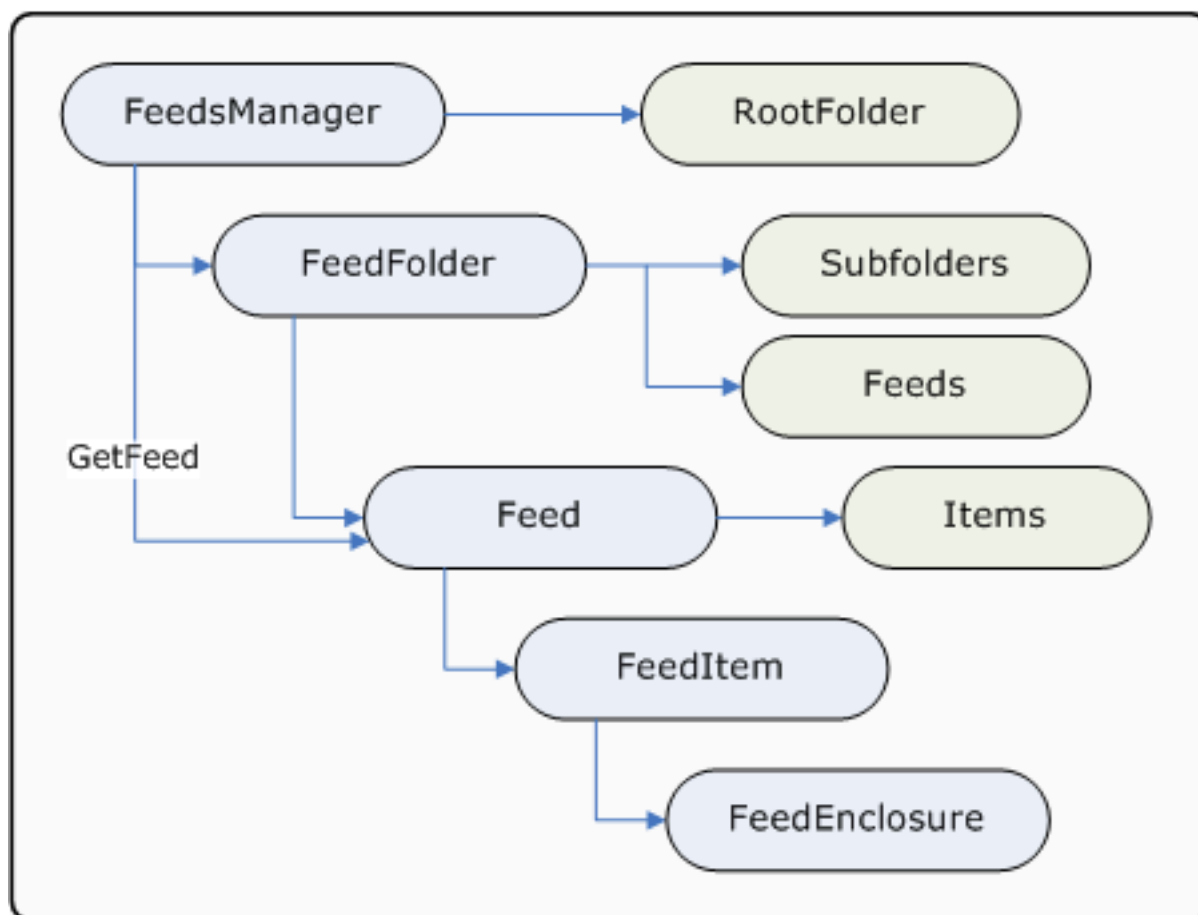 FeedsManager
RootFolder
FeedFolder
Subfolders
Feeds
GetFeed
Feed
Items
FeedItem
FeedEnclosure